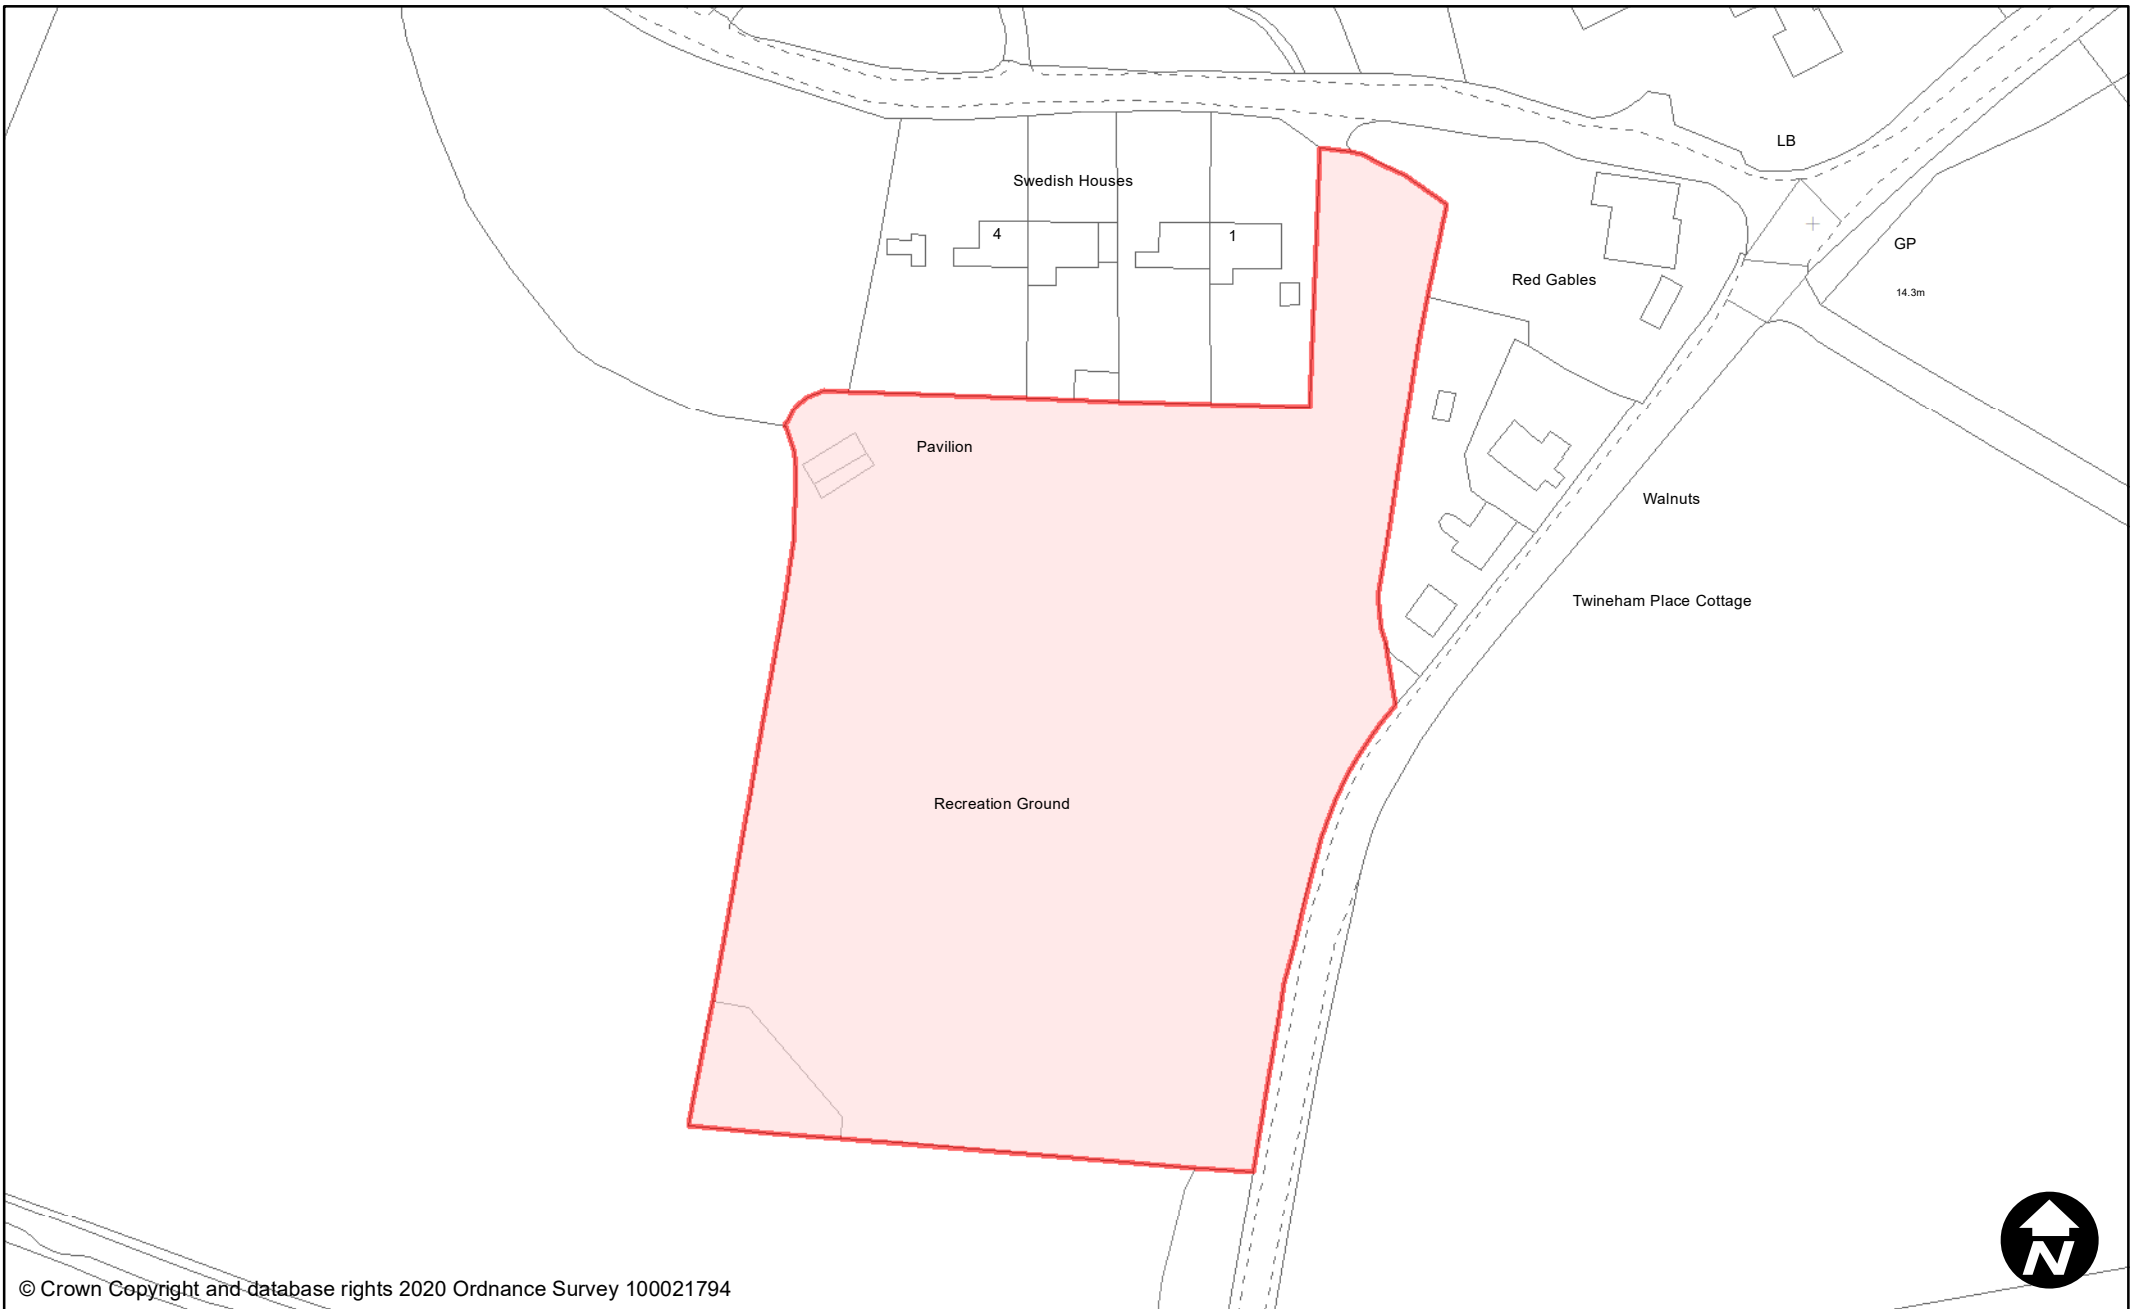 LB
Swedish Houses
4
1
GP
Red Gables
14.3m
Pavilion
Walnuts
Twineham Place Cottage
Recreation Ground
N
© Crown Copyright and database rights 2020 Ordnance Survey 100021794